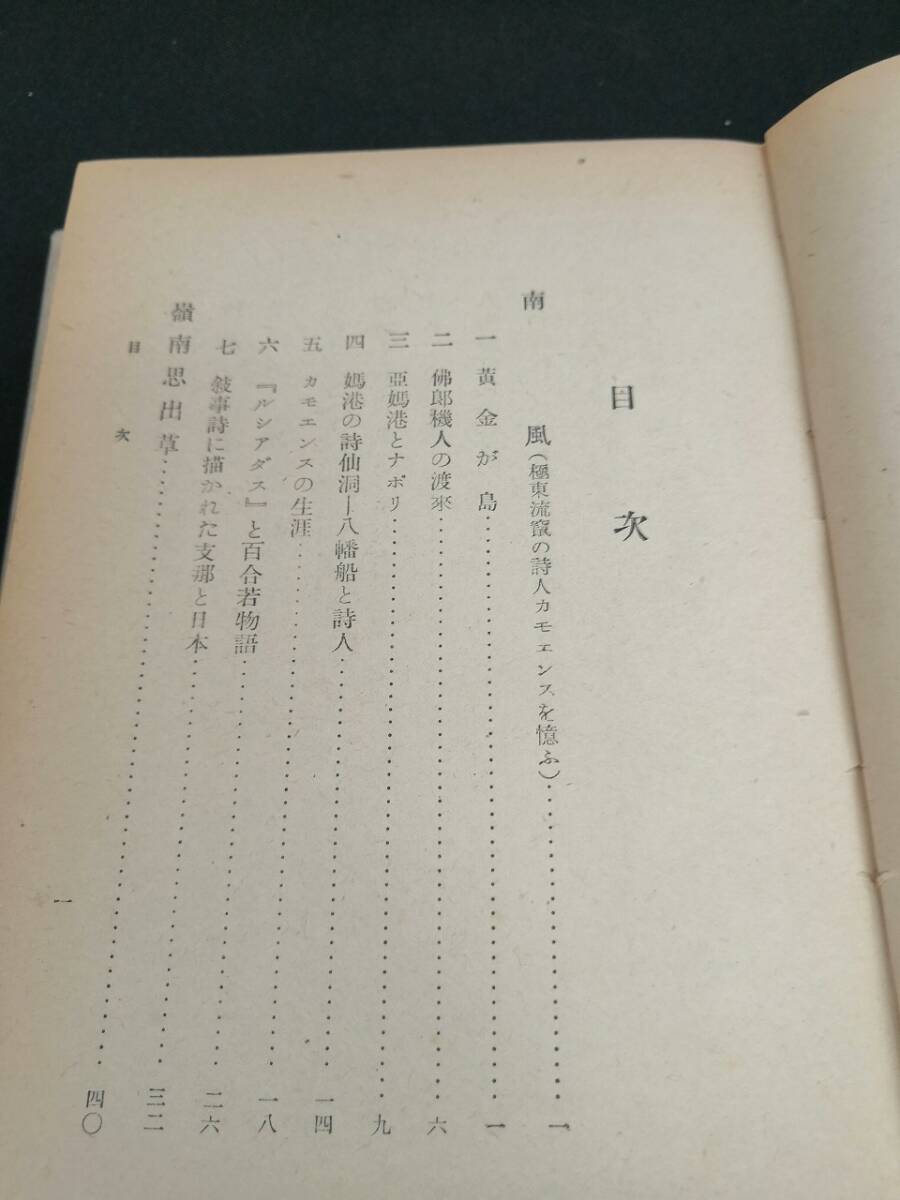 目次
南風(極東流竄の詩人カモエンスを憶ふ)……一
一 黃金が島……一
二 佛郎機人の渡來……六
三 亞媽港とナポリ……九
四 媽港の詩仙洞―八幡船と詩人……一四
五 カモエンスの生涯……一八
六 『ルシアダス』と百合若物語……二六
七 敍事詩に描かれた支那と日本……三二
嶺南思出草……四〇
目次
一